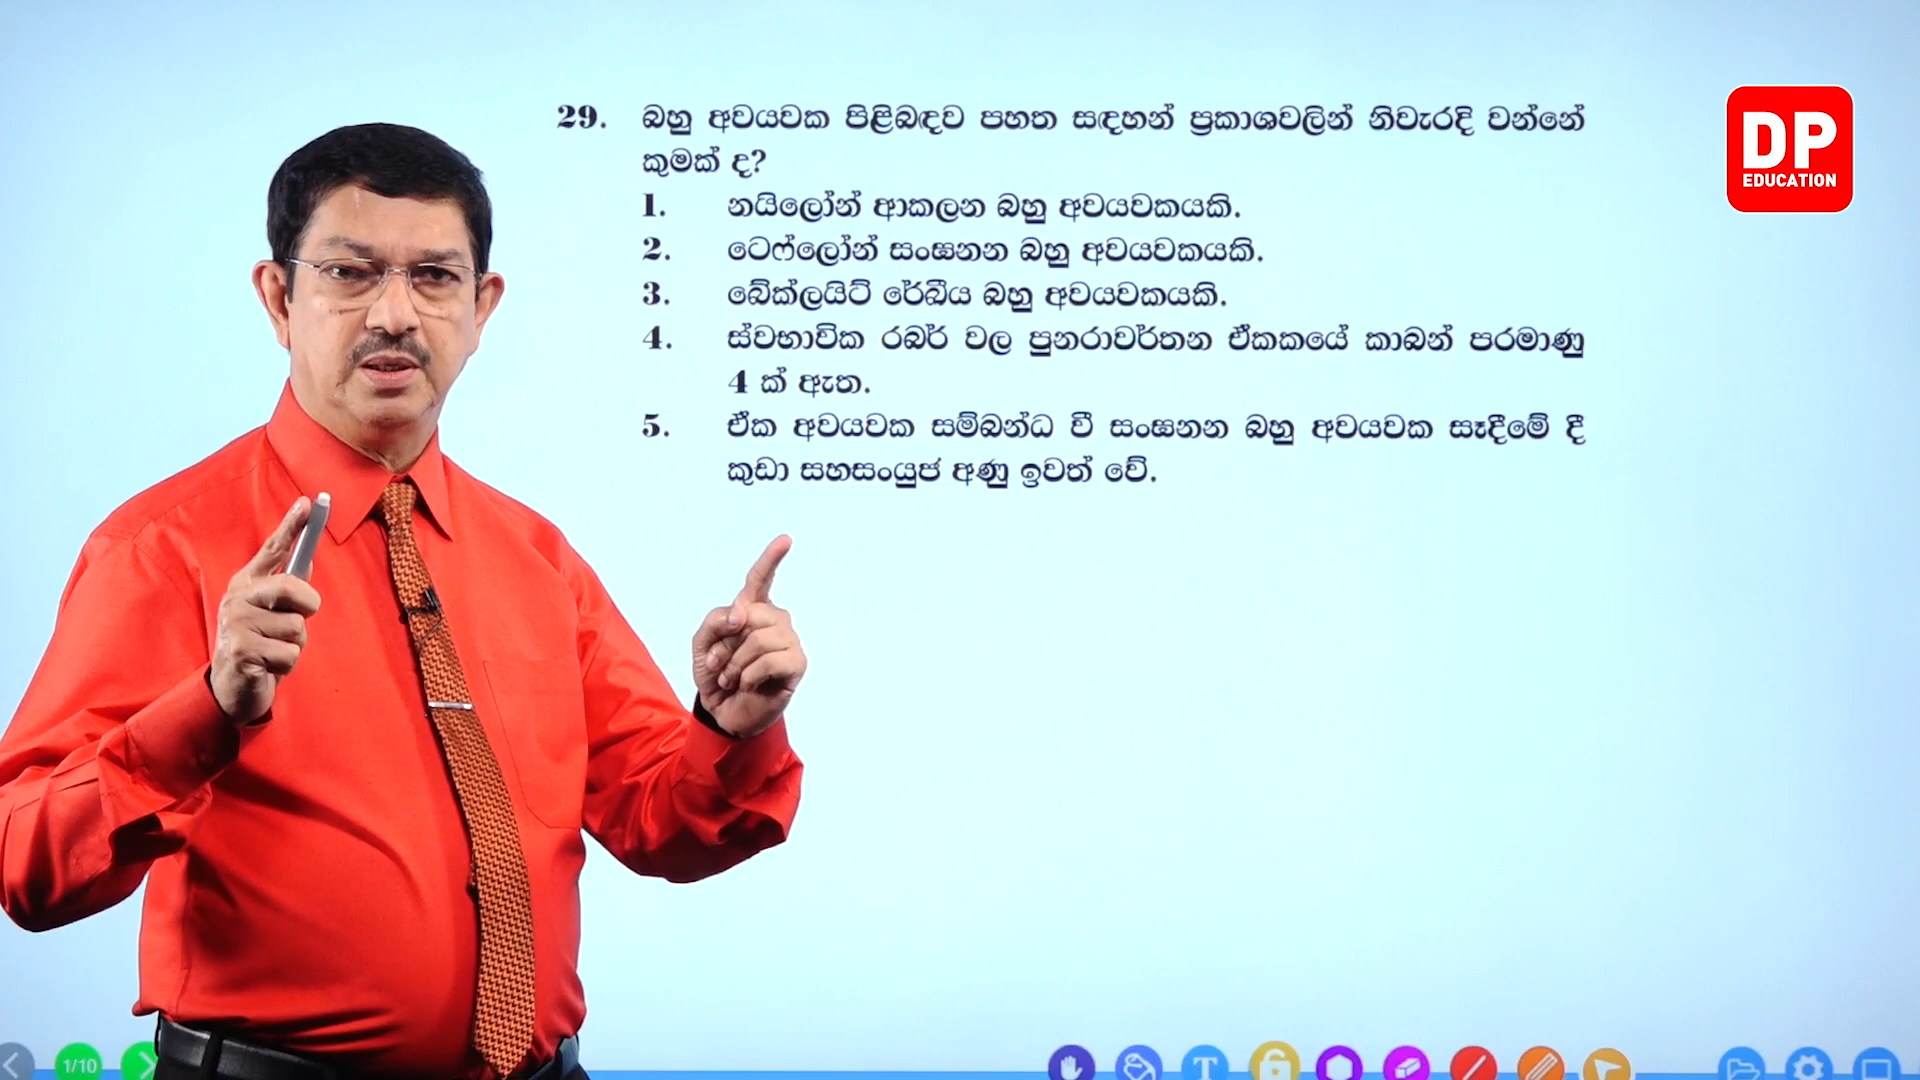 DP
EDUCATION
29. බහු අවයවක පිළිබඳව පහත සඳහන් ප්‍රකාශවලින් නිවැරදි වන්නේ
කුමක් ද?
1. නයිලෝන් ආකලන බහු අවයවකයකි.
2. ටෙෆ්ලෝන් සංඝනන බහු අවයවකයකි.
3. බේක්ලයිට් රේඛීය බහු අවයවකයකි.
4. ස්වභාවික රබර් වල පුනරාවර්තන ඒකකයේ කාබන් පරමාණු
4 ක් ඇත.
5. ඒක අවයවක සම්බන්ධ වී සංඝනන බහු අවයවක සෑදීමේ දී
කුඩා සහසංයුජ අණු ඉවත් වේ.
1/10
T